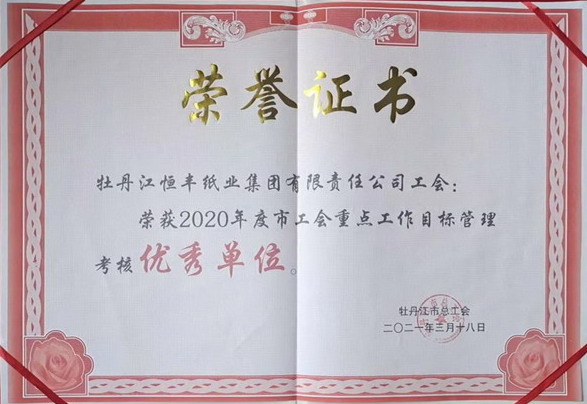 荣誉证书
牡丹江恒丰纸业集团有限责任公司工会：
荣获2020年度市工会重点工作目标管理
考核优秀单位。
牡丹江市总工会
二〇二一年三月十八日